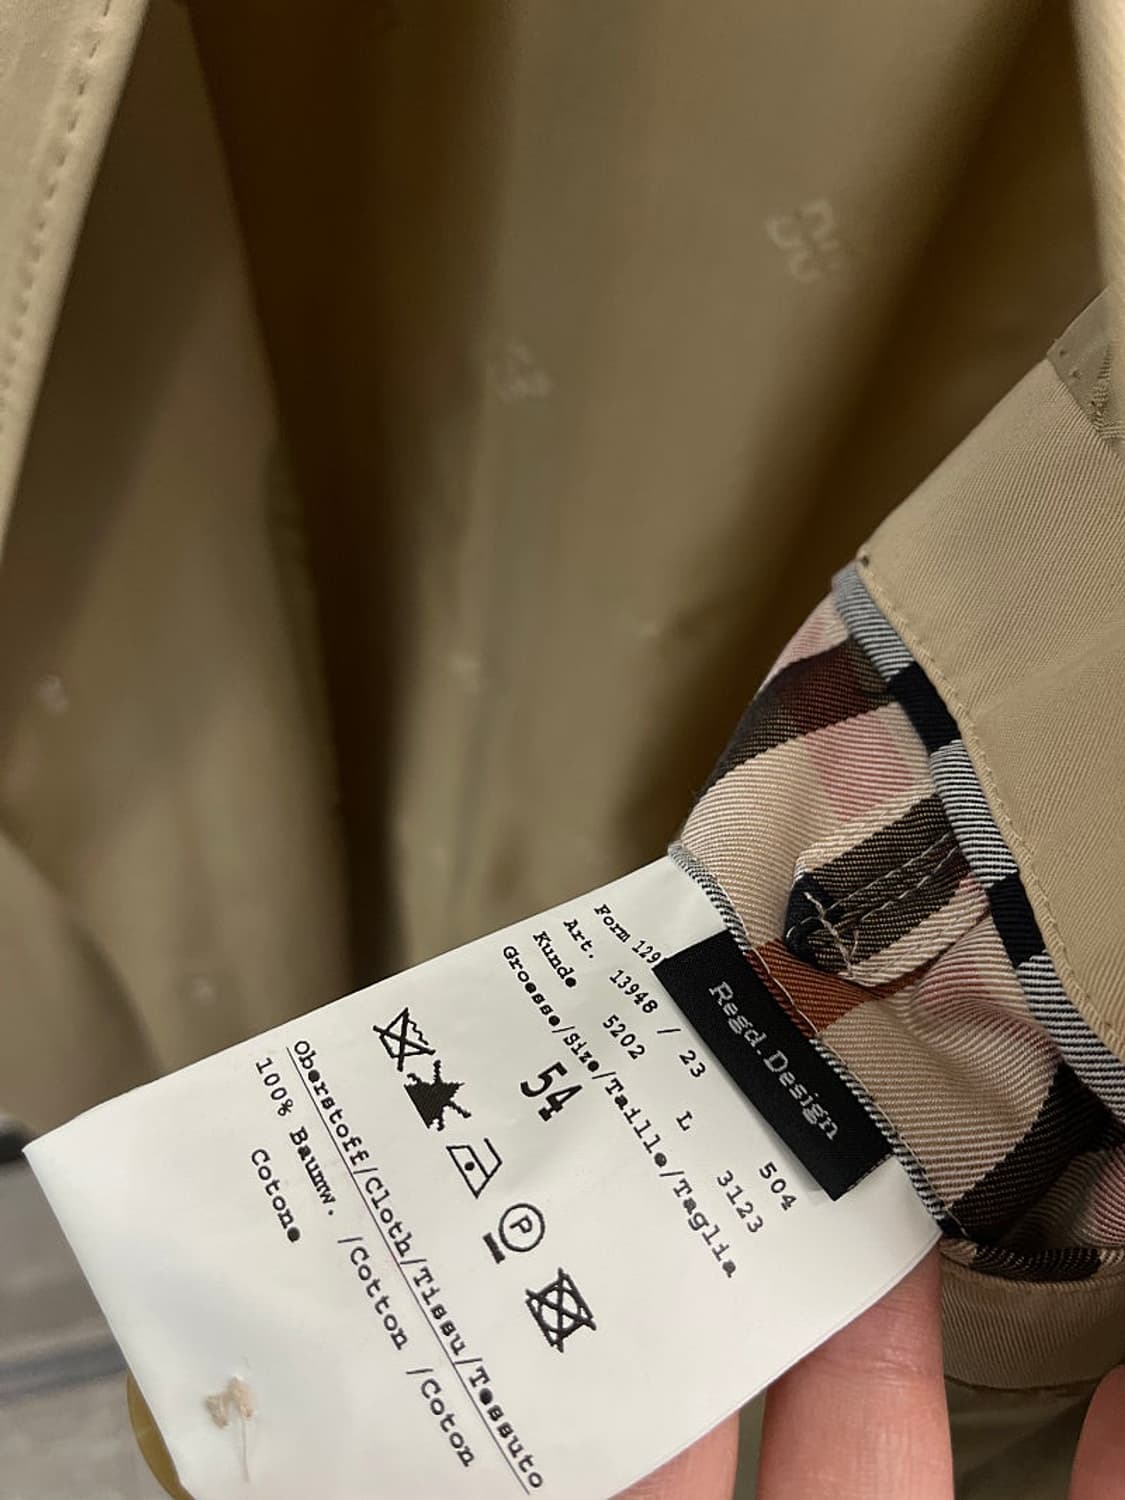 Regd.Design
Form 129
Art. 13948 / 23 504
Kunde 5202 L 3123
Groesse/Size/Taille/Taglia
54
P
Oberstoff/Cloth/Tissu/Tessuto
100% Baumw. /Cotton /Coton
Cotone